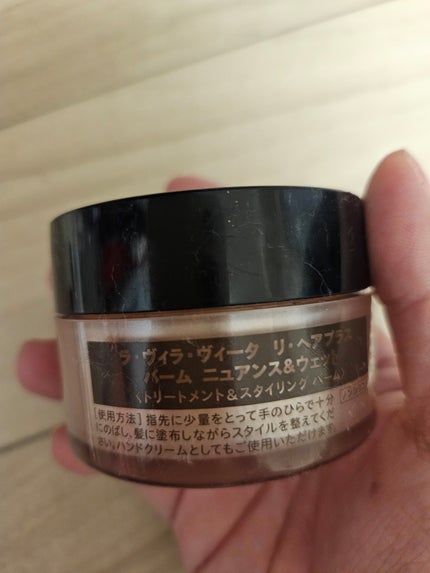 ラ・ヴィラ・ヴィータ リ・ヘアプラス
バーム ニュアンス&ウェット
〈トリートメント&スタイリング バーム〉
[使用方法]指先に少量をとって手のひらで十分
にのばし、髪に塗布しながらスタイルを整えてくだ
さい。ハンドクリームとしてもご使用いただけます。